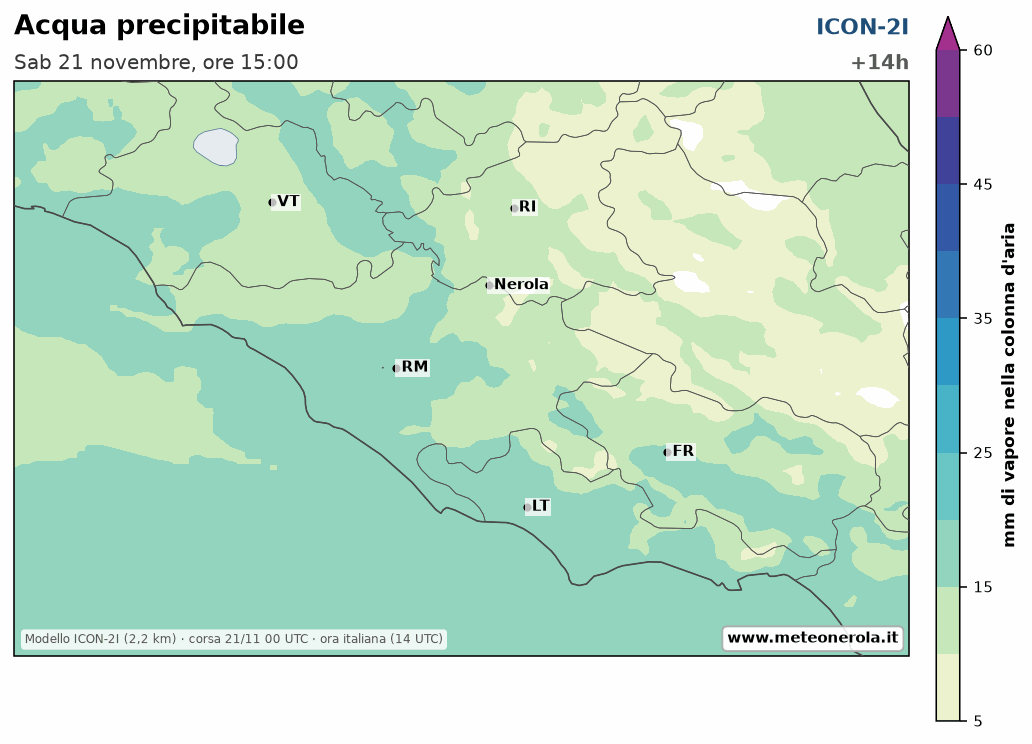 Acqua precipitabile
ICON-2I
Sab 21 novembre, ore 15:00
+14h
60
45
35
25
15
5
mm di vapore nella colonna d'aria
VT
RI
Nerola
RM
FR
LT
Modello ICON-2I (2,2 km) · corsa 21/11 00 UTC · ora italiana (14 UTC)
www.meteonerola.it